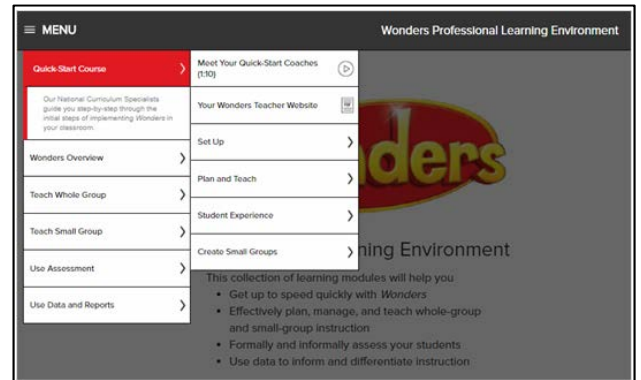 ≡ MENU
Wonders Professional Learning Environment
Quick-Start Course
Our National Curriculum Specialists
guide you step-by-step through the
initial steps of implementing Wonders in
your classroom
Wonders Overview
Teach Whole Group
Teach Small Group
Use Assessment
Use Data and Reports
Meet Your Quick-Start Coaches
(1:10)
Your Wonders Teacher Website
Set Up
Plan and Teach
Student Experience
Create Small Groups
ders
ning Environment
This collection of learning modules will help you
• Get up to speed quickly with Wonders
• Effectively plan, manage, and teach whole-group
and small-group instruction
• Formally and informally assess your students
• Use data to inform and differentiate instruction